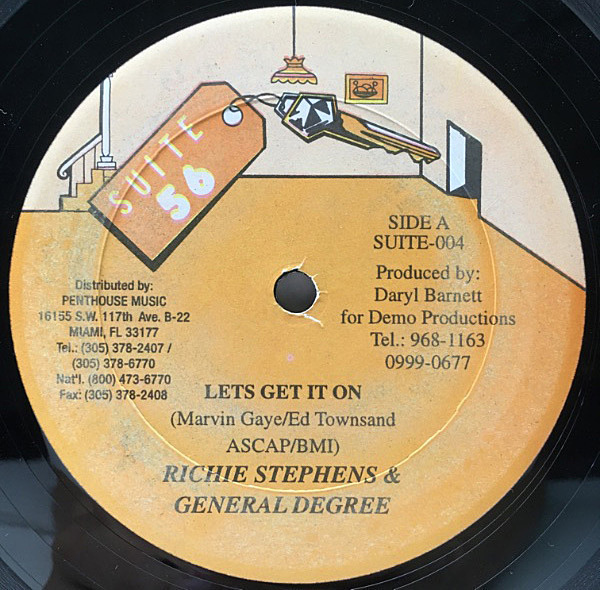 SUITE
56
SIDE A
SUITE-004
Produced by:
Daryl Barnett
for Demo Productions
Tel.: 968-1163
0999-0677
Distributed by:
PENTHOUSE MUSIC
16155 S.W. 117th Ave. B-22
MIAMI, FL 33177
Tel.: (305) 378-2407 /
(305) 378-6770
Nat'l. (800) 473-6770
Fax: (305) 378-2408
LETS GET IT ON
(Marvin Gaye/Ed Townsand
ASCAP/BMI)
RICHIE STEPHENS &
GENERAL DEGREE